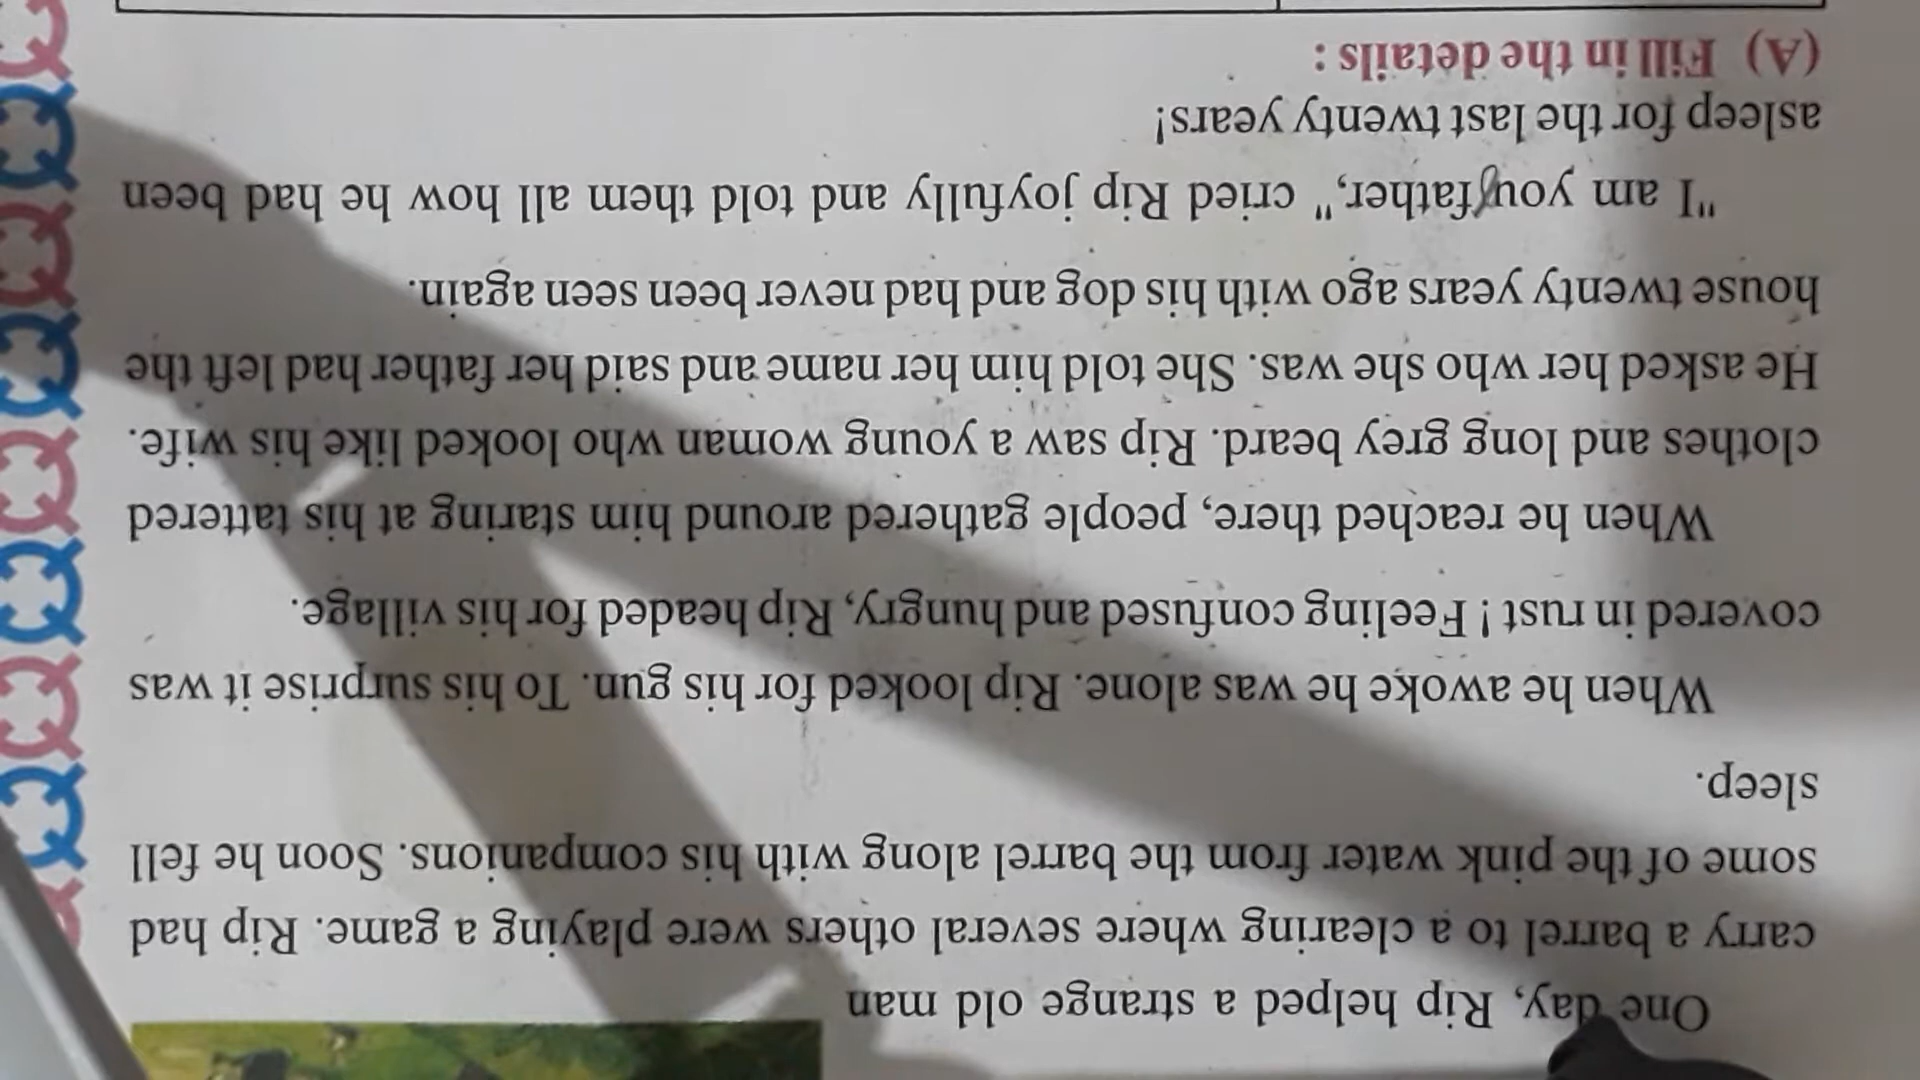 One day, Rip helped a strange old man
carry a barrel to a clearing where several others were playing a game. Rip had
some of the pink water from the barrel along with his companions. Soon he fell
sleep.
When he awoke he was alone. Rip looked for his gun. To his surprise it was
covered in rust! Feeling confused and hungry, Rip headed for his village.
When he reached there, people gathered around him staring at his tattered
clothes and long grey beard. Rip saw a young woman who looked like his wife.
He asked her who she was. She told him her name and said her father had left the
house twenty years ago with his dog and had never been seen again.
"I am your father," cried Rip joyfully and told them all how he had been
asleep for the last twenty years!
(A) Fill in the details :